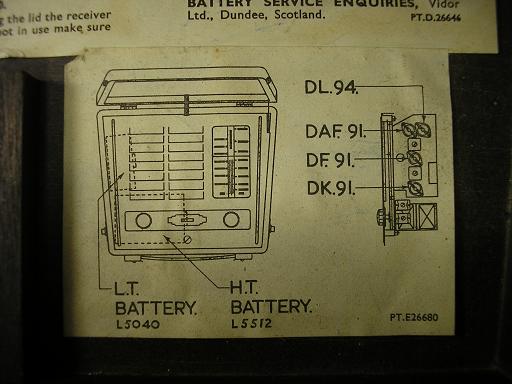 BATTERY SERVICE ENQUIRIES, Vidor
g the lid the receiver
Ltd., Dundee, Scotland.
not in use make sure
PT.D.26646
DL.94.
DAF.91.
DF.91.
DK.91.
L.T. H.T.
BATTERY. BATTERY.
L5040 L5512
PT.E26680